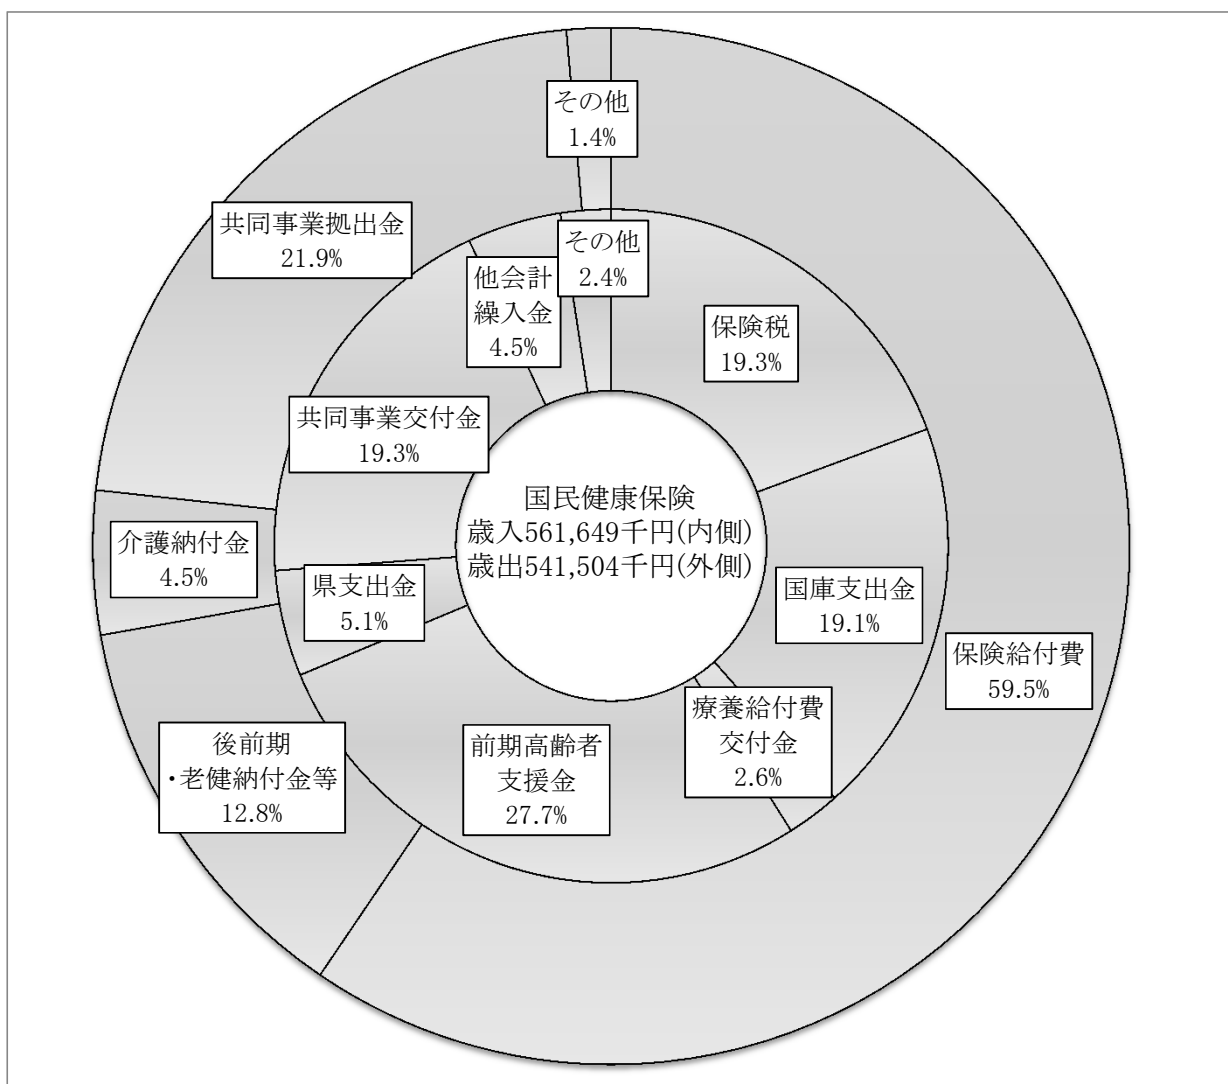 その他
1.4%
共同事業拠出金
21.9%
その他
2.4%
他会計
繰入金
4.5%
保険税
19.3%
共同事業交付金
19.3%
国民健康保険
歳入561,649千円(内側)
歳出541,504千円(外側)
介護納付金
4.5%
県支出金
5.1%
国庫支出金
19.1%
保険給付費
59.5%
療養給付費
交付金
2.6%
前期高齢者
支援金
27.7%
後前期
・老健納付金等
12.8%